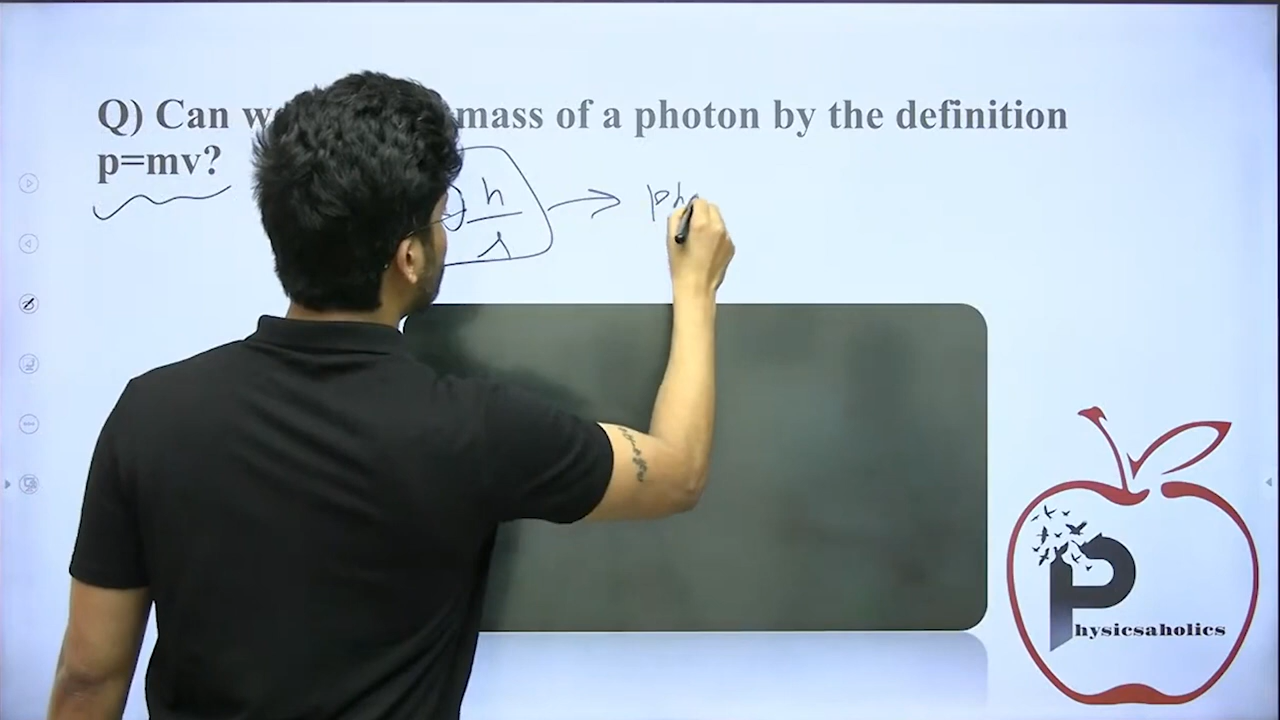 Q) Can mass of a photon by the definition
p=mv?
h
λ
Physicsaholics